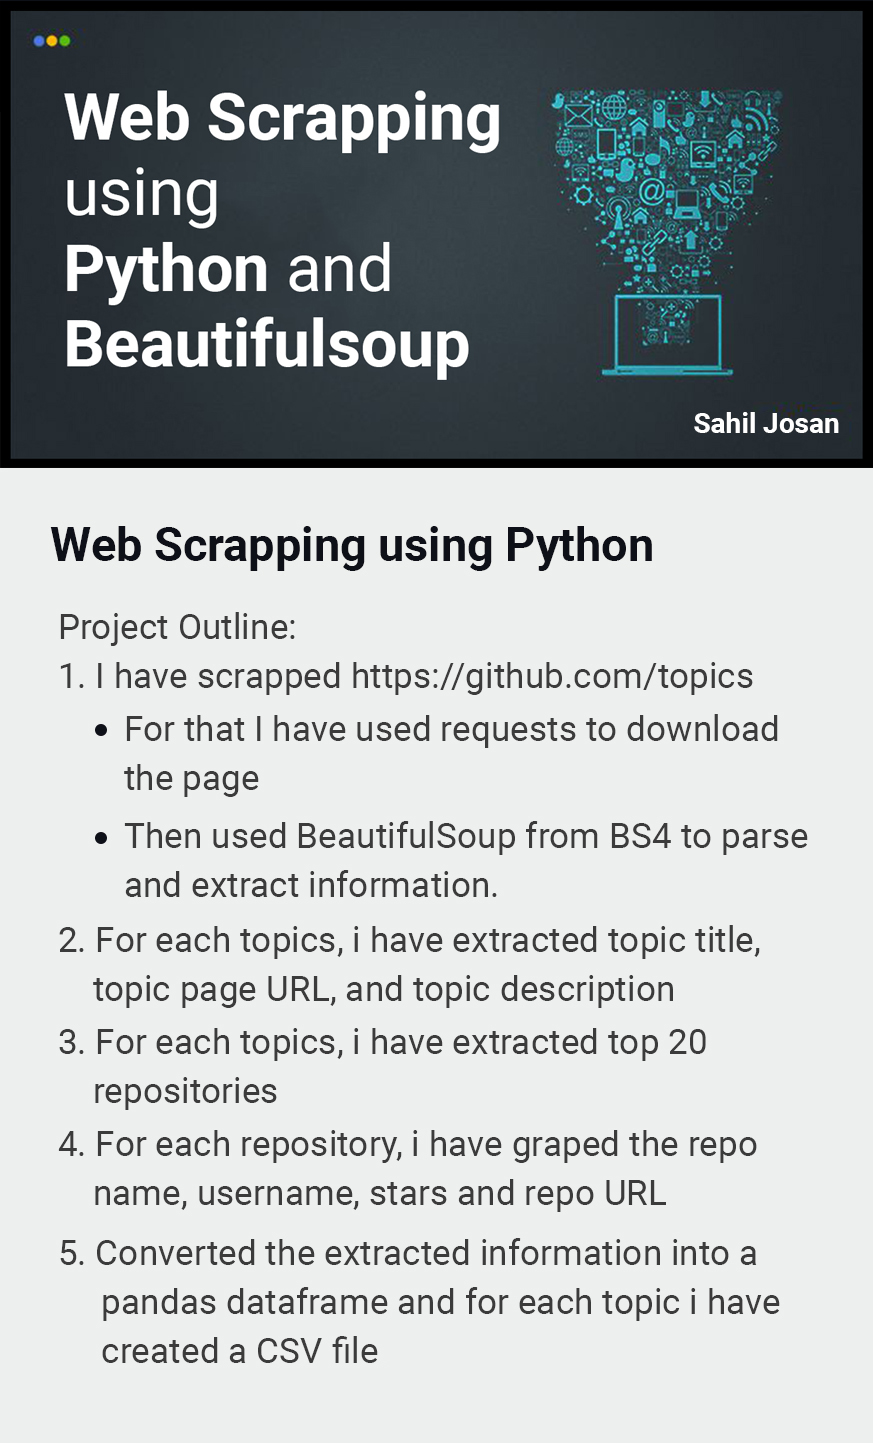 Web Scrapping
using
Python and
Beautifulsoup
Sahil Josan
Web Scrapping using Python
Project Outline:
1. I have scrapped https://github.com/topics
• For that I have used requests to download
the page
• Then used BeautifulSoup from BS4 to parse
and extract information.
2. For each topics, i have extracted topic title,
topic page URL, and topic description
3. For each topics, i have extracted top 20
repositories
4. For each repository, i have graped the repo
name, username, stars and repo URL
5. Converted the extracted information into a
pandas dataframe and for each topic i have
created a CSV file